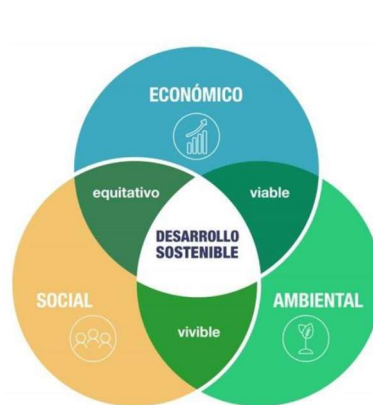 ECONÓMICO
equitativo
viable
DESARROLLO
SOSTENIBLE
SOCIAL
AMBIENTAL
vivible